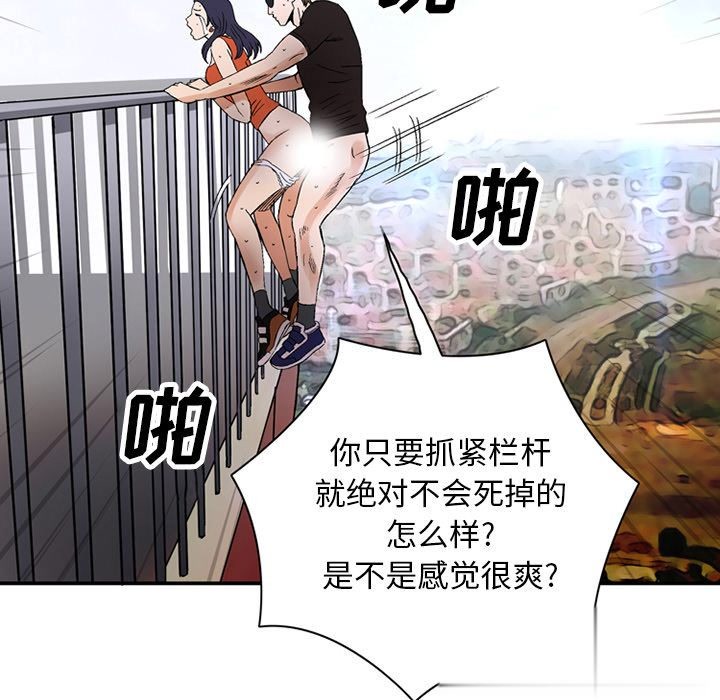 啪
啪
你只要抓紧栏杆
就绝对不会死掉的
怎么样?
是不是感觉很爽?